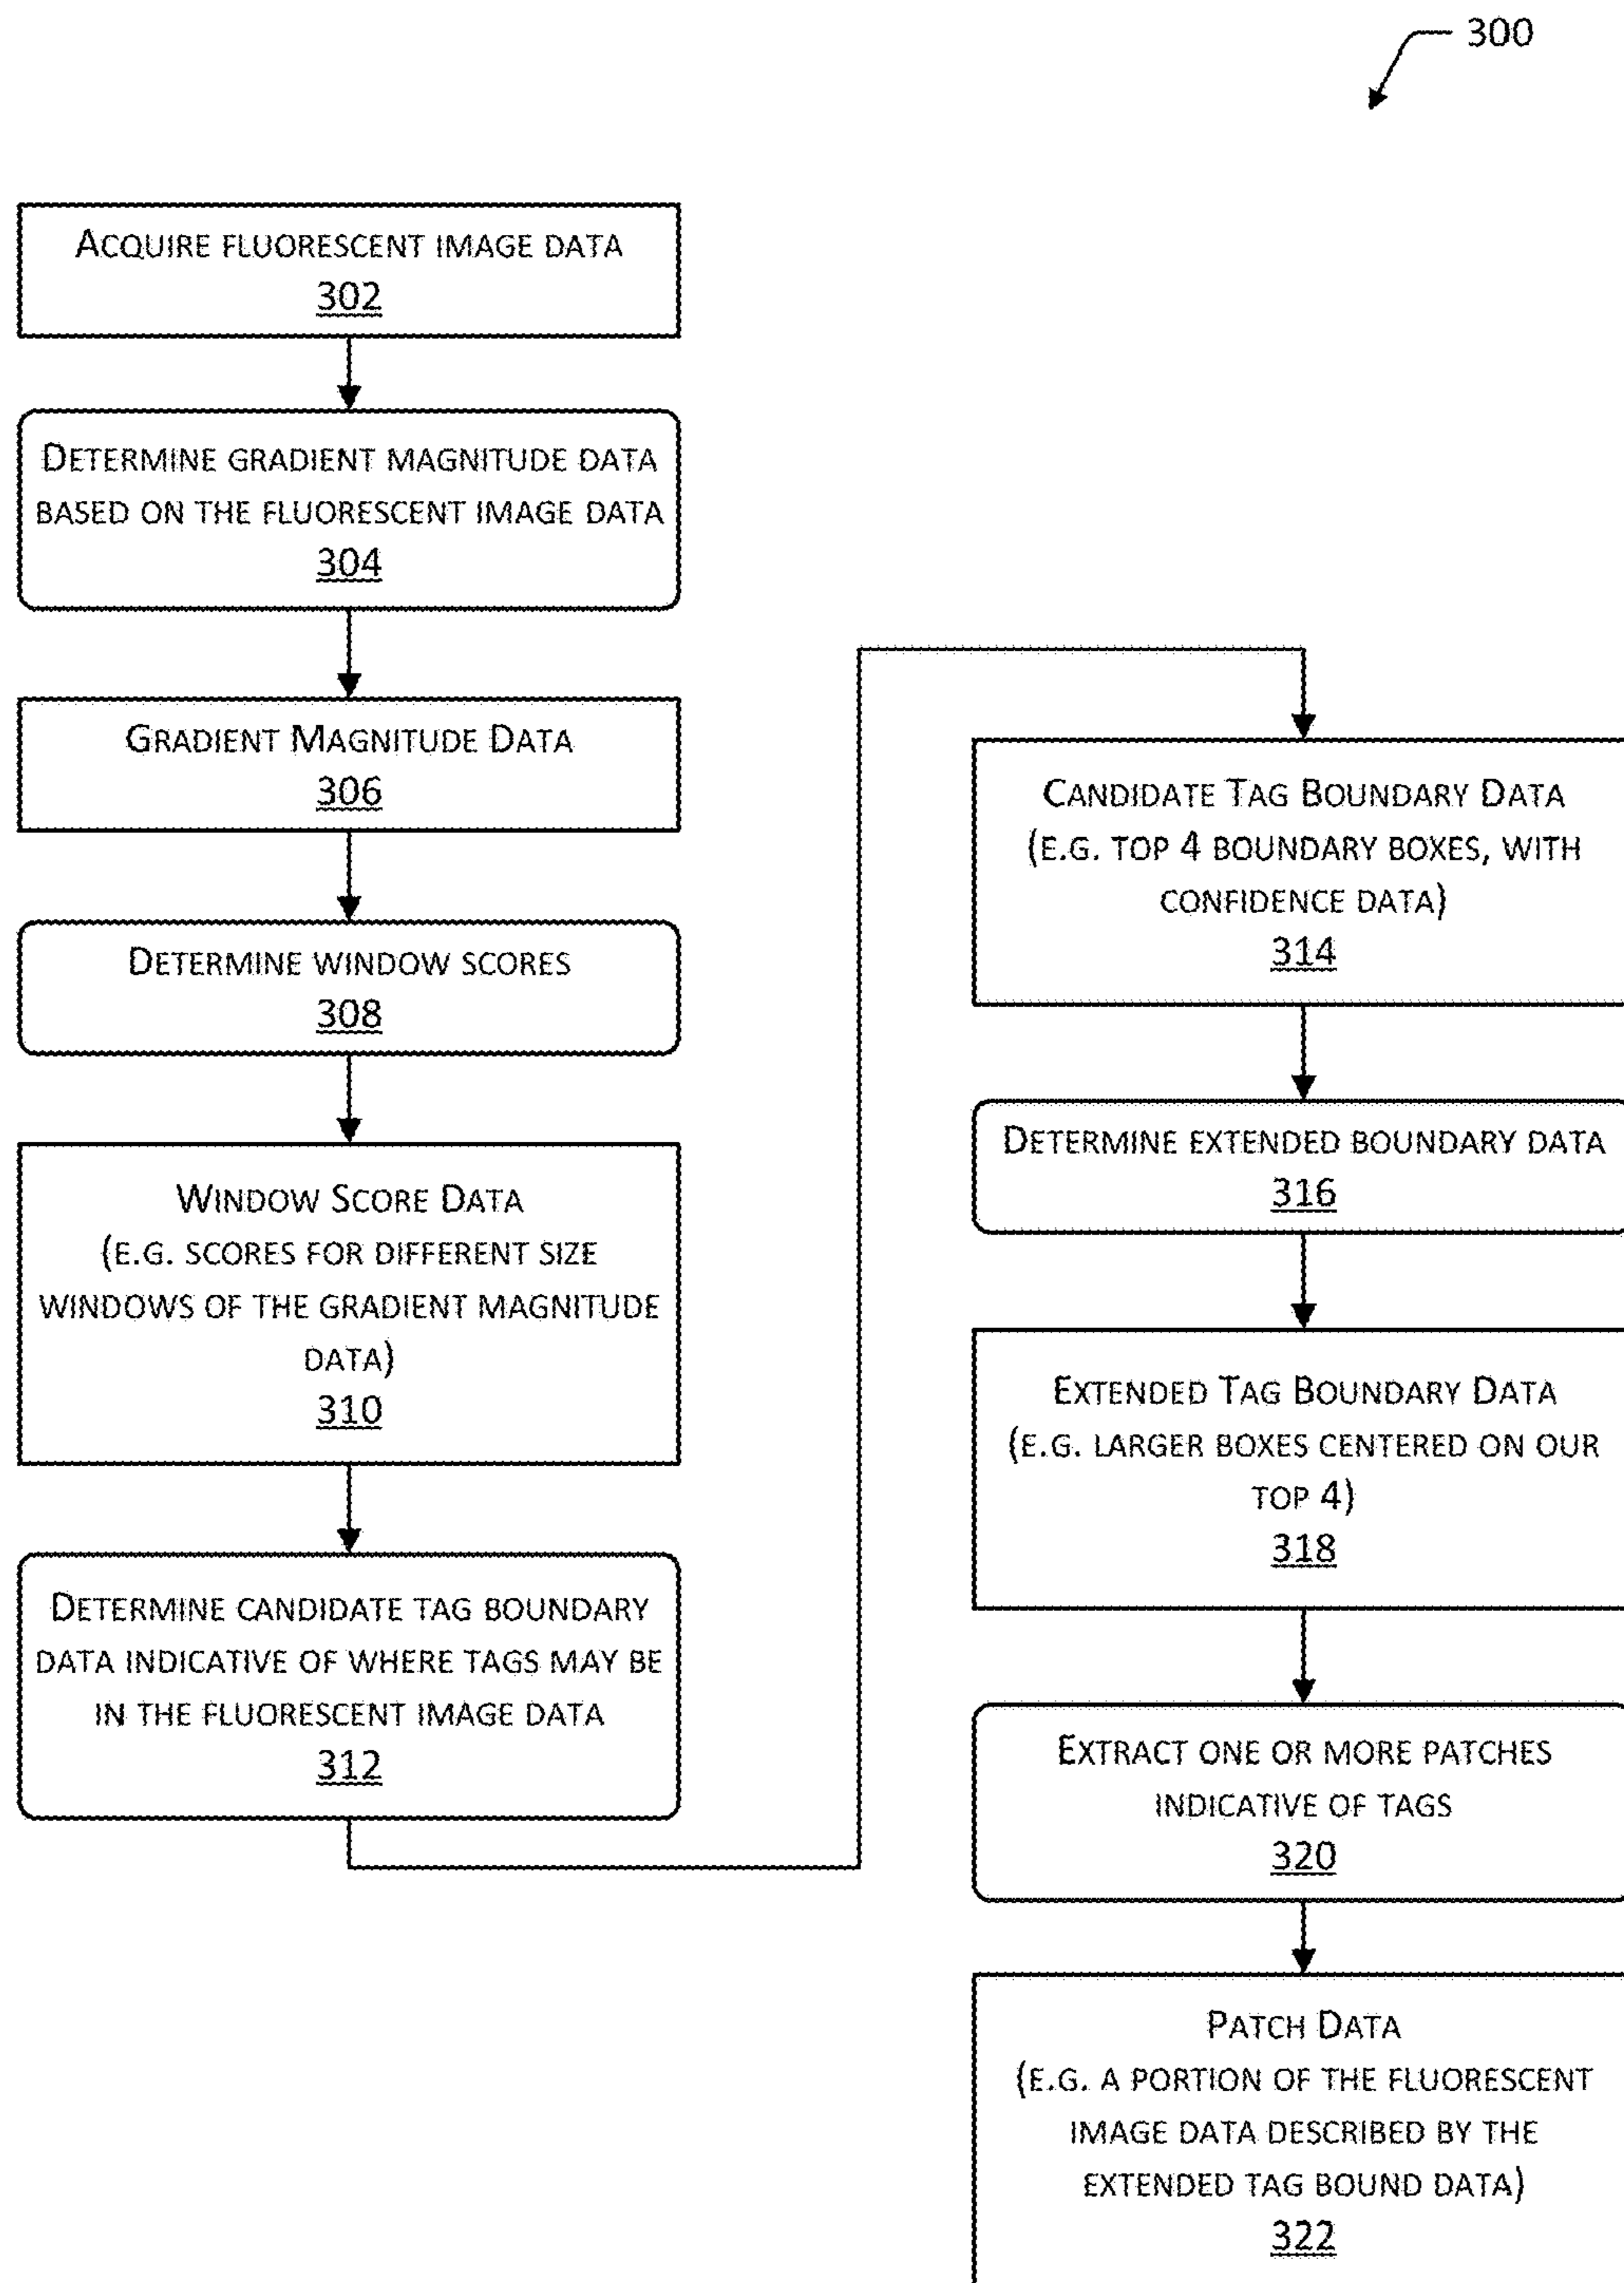 300
ACQUIRE FLUORESCENT IMAGE DATA
302
DETERMINE GRADIENT MAGNITUDE DATA
BASED ON THE FLUORESCENT IMAGE DATA
304
GRADIENT MAGNITUDE DATA
306
DETERMINE WINDOW SCORES
308
WINDOW SCORE DATA
(E.G. SCORES FOR DIFFERENT SIZE
WINDOWS OF THE GRADIENT MAGNITUDE
DATA)
310
DETERMINE CANDIDATE TAG BOUNDARY
DATA INDICATIVE OF WHERE TAGS MAY BE
IN THE FLUORESCENT IMAGE DATA
312
CANDIDATE TAG BOUNDARY DATA
(E.G. TOP 4 BOUNDARY BOXES, WITH
CONFIDENCE DATA)
314
DETERMINE EXTENDED BOUNDARY DATA
316
EXTENDED TAG BOUNDARY DATA
(E.G. LARGER BOXES CENTERED ON OUR
TOP 4)
318
EXTRACT ONE OR MORE PATCHES
INDICATIVE OF TAGS
320
PATCH DATA
(E.G. A PORTION OF THE FLUORESCENT
IMAGE DATA DESCRIBED BY THE
EXTENDED TAG BOUND DATA)
322